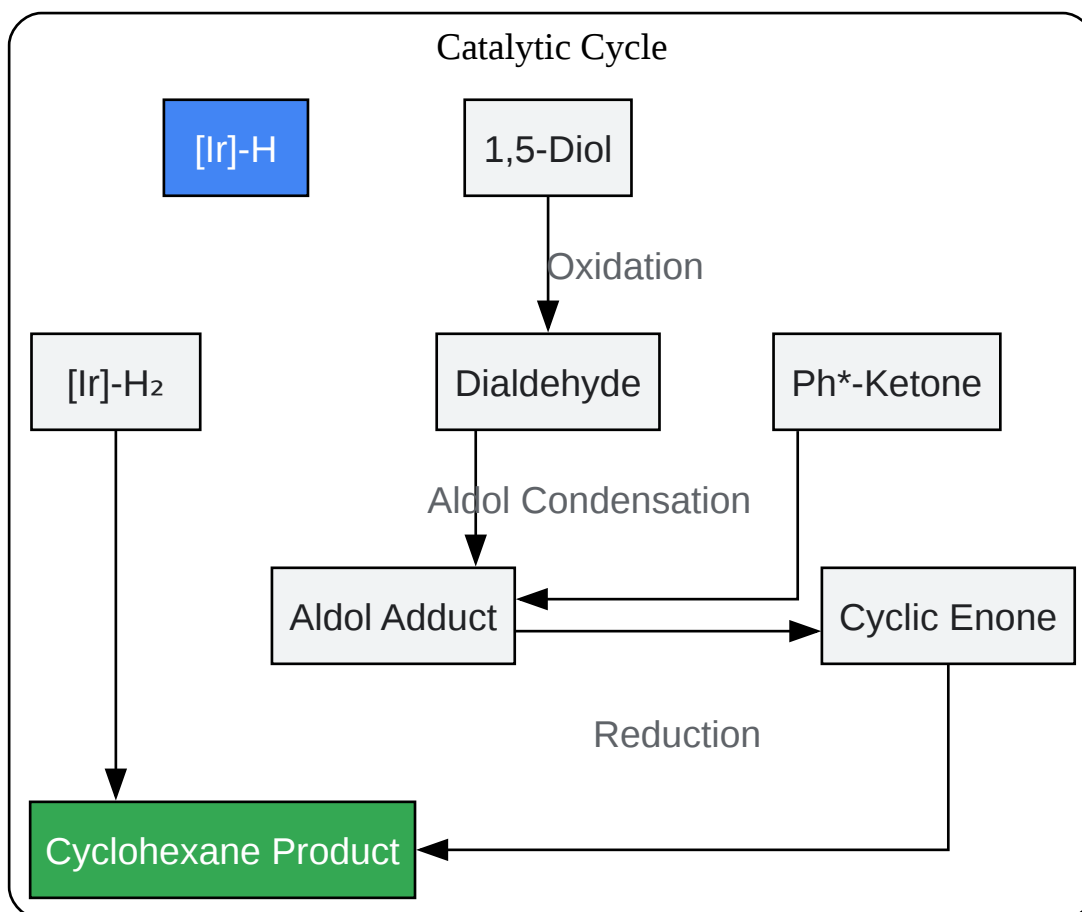 Catalytic Cycle
[Ir]-H
1,5-Diol
Oxidation
[Ir]-H₂
Dialdehyde
Ph*-Ketone
Aldol Condensation
Aldol Adduct
Cyclic Enone
Reduction
Cyclohexane Product